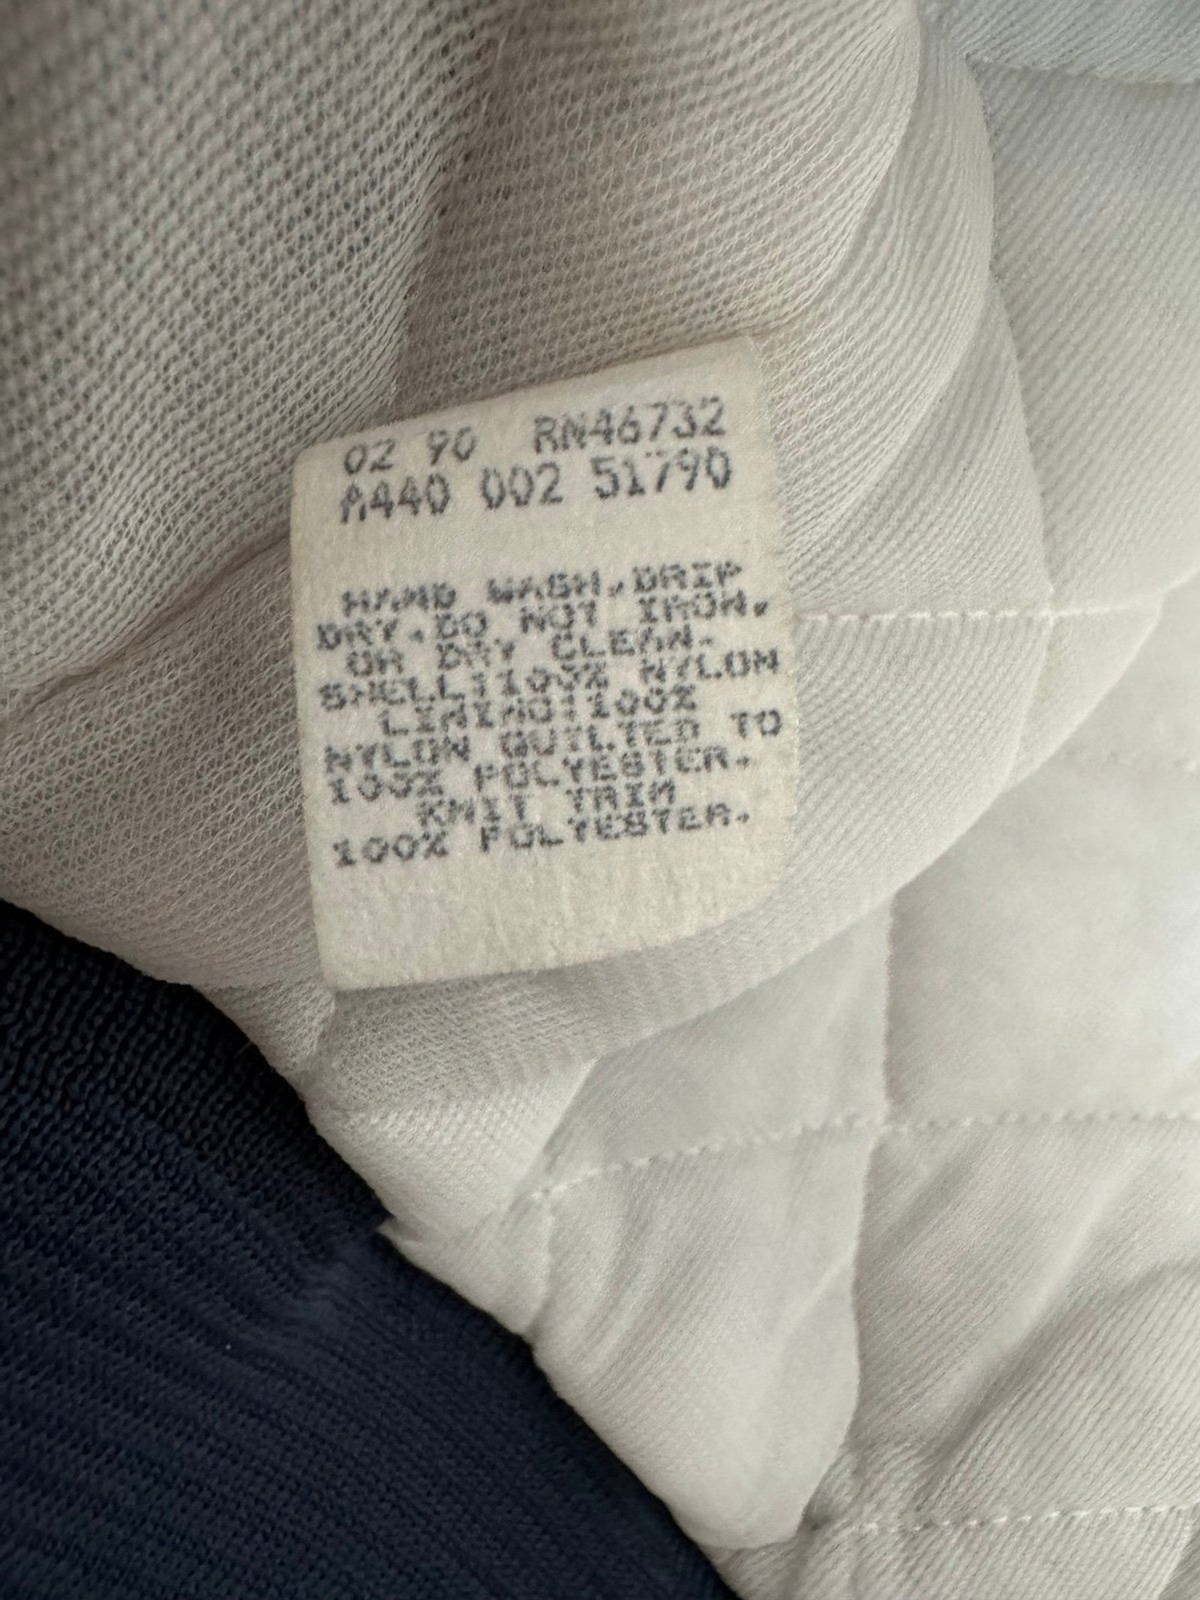 02 90 RN46732
A440 002 51790
HAND WASH.DRIP
DRY.DO NOT IRON.
OR DRY CLEAN.
SHELL:100% NYLON
LINING:100%
NYLON QUILTED TO
100% POLYESTER.
KNIT TRIM
100% POLYESTER.